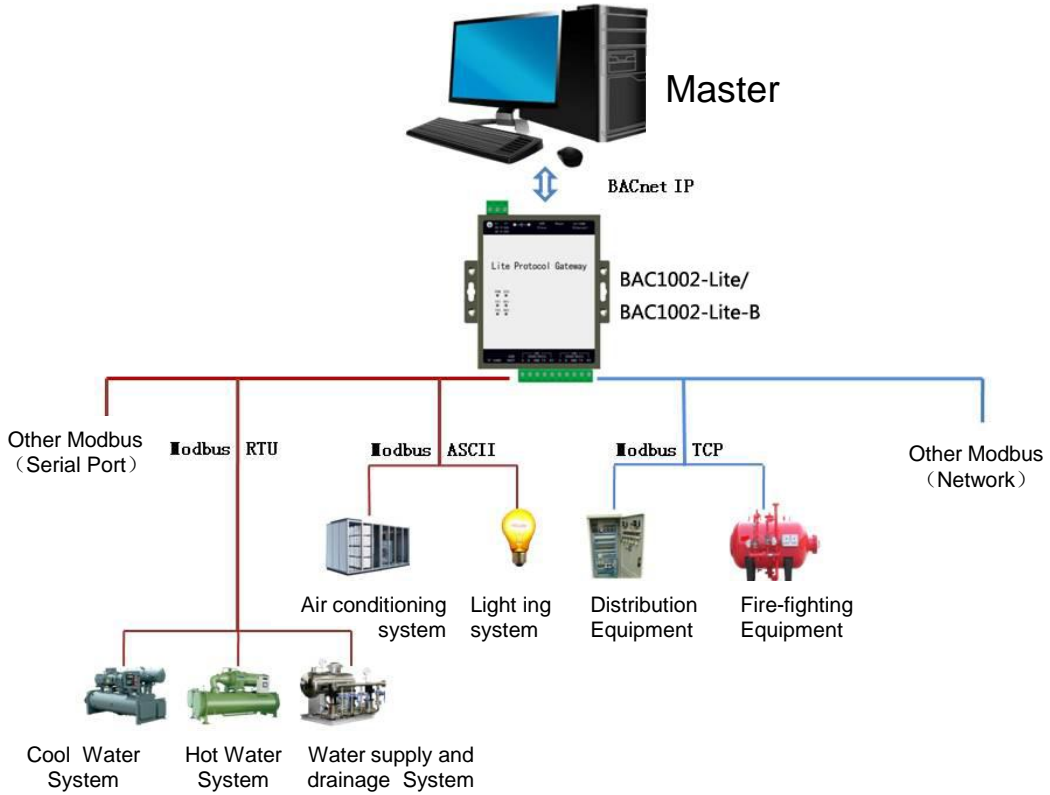 Master
BACnet IP
Lite Protocol Gateway
BAC1002-Lite/
BAC1002-Lite-B
Other Modbus
（Serial Port）
Modbus RTU
Modbus ASCII
Modbus TCP
Other Modbus
（Network）
Air conditioning
system
Light ing
system
Distribution
Equipment
Fire-fighting
Equipment
Cool Water
System
Hot Water
System
Water supply and
drainage System